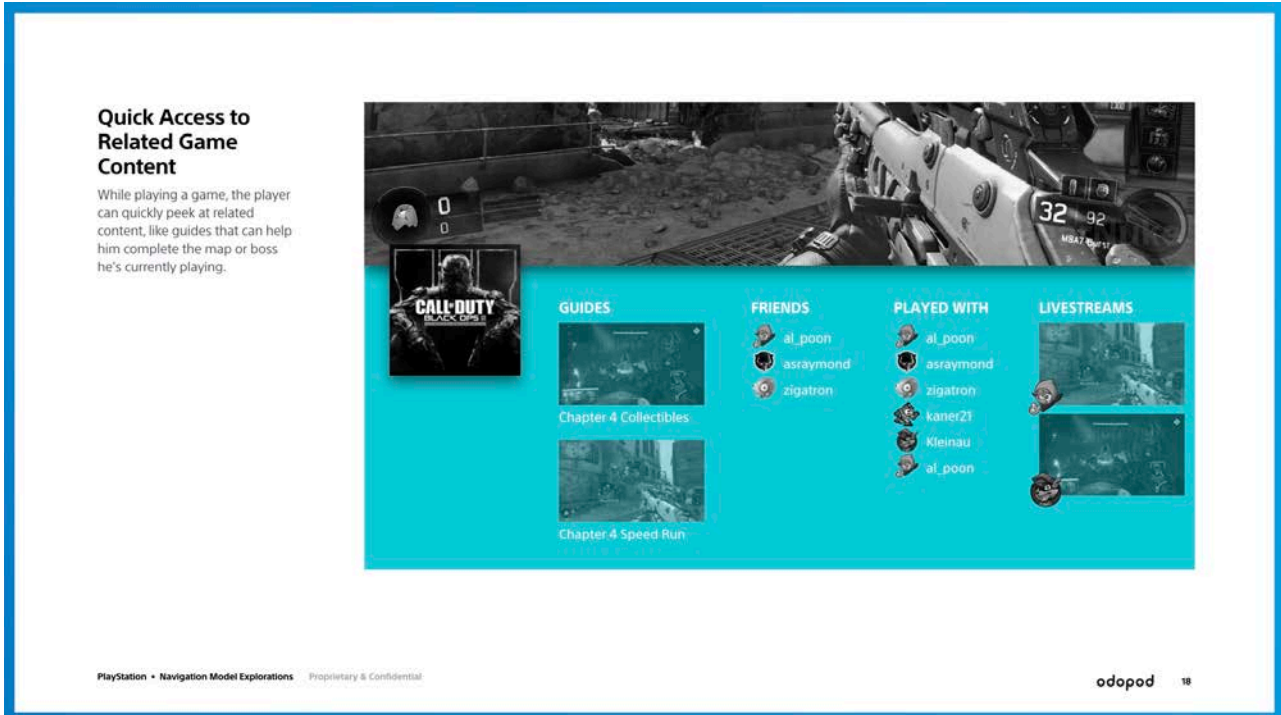 Quick Access to
Related Game
Content
While playing a game, the player
can quickly peek at related
content, like guides that can help
him complete the map or boss
he's currently playing.
0
0
32 92
CALL OF DUTY
BLACK OPS III
GUIDES
Chapter 4 Collectibles
Chapter 4 Speed Run
FRIENDS
al_poon
asraymond
zigatron
PLAYED WITH
al_poon
asraymond
zigatron
kaner21
Kleinau
al_poon
LIVESTREAMS
PlayStation • Navigation Model Explorations Proprietary & Confidential
odopod 18